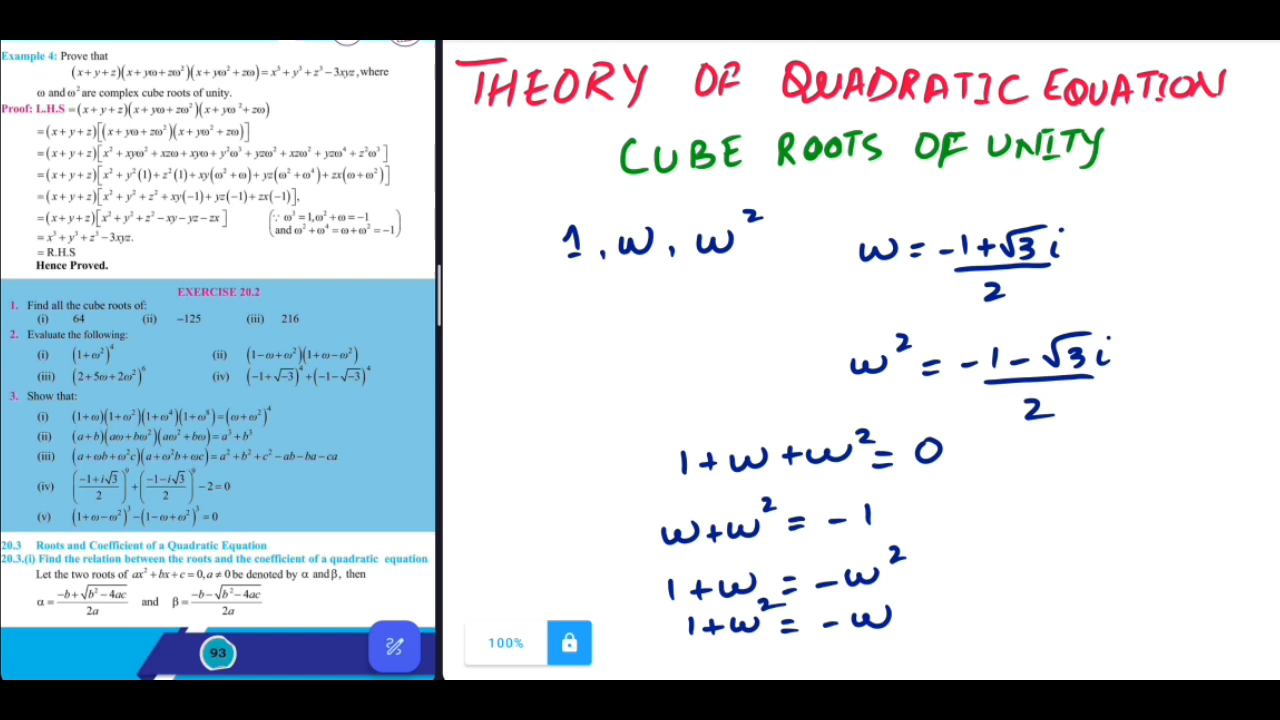 Example 4: Prove that
(x+y+z)(x+yω+zω²)(x+yω²+zω)=x³+y³+z³−3xyz, where
ω and ω² are complex cube roots of unity.
Proof: L.H.S =(x+y+z)(x+yω+zω²)(x+yω²+zω)
=(x+y+z)[(x+yω+zω²)(x+yω²+zω)]
=(x+y+z)[x²+xyω²+xzω+xyω+y²ω³+yzω²+xzω²+yzω⁴+z²ω³]
=(x+y+z)[x²+y²(1)+z²(1)+xy(ω²+ω)+yz(ω²+ω⁴)+zx(ω+ω²)]
=(x+y+z)[x²+y²+z²+xy(−1)+yz(−1)+zx(−1)],
=(x+y+z)[x²+y²+z²−xy−yz−zx] (∵ ω³=1,ω²+ω=−1
=x³+y³+z³−3xyz. and ω²+ω⁴=ω+ω²=−1)
= R.H.S
Hence Proved.
EXERCISE 20.2
1. Find all the cube roots of:
(i) 64 (ii) −125 (iii) 216
2. Evaluate the following:
(i) (1+ω²)⁴ (ii) (1−ω+ω²)(1+ω−ω²)
(iii) (2+5ω+2ω²)⁶ (iv) (−1+√−3)⁴+(−1−√−3)⁴
3. Show that:
(i) (1+ω)(1+ω²)(1+ω⁴)(1+ω⁸)=(ω+ω²)⁴
(ii) (a+b)(aω+bω²)(aω²+bω)=a³+b³
(iii) (a+ωb+ω²c)(a+ω²b+ωc)=a²+b²+c²−ab−ba−ca
(iv) ((−1+i√3)/2)⁹+((−1−i√3)/2)⁹−2=0
(v) (1+ω−ω²)³−(1−ω+ω²)³=0
20.3 Roots and Coefficient of a Quadratic Equation
20.3.(i) Find the relation between the roots and the coefficient of a quadratic equation
Let the two roots of ax²+bx+c=0,a≠0 be denoted by α and β, then
α=(−b+√(b²−4ac))/2a and β=(−b−√(b²−4ac))/2a
93
THEORY OF QUADRATIC EQUATION
CUBE ROOTS OF UNITY
1, ω, ω² ω = (-1+√3i)/2
ω² = (-1-√3i)/2
1+ω+ω² = 0
ω+ω² = -1
1+ω = -ω²
1+ω² = -ω
100%